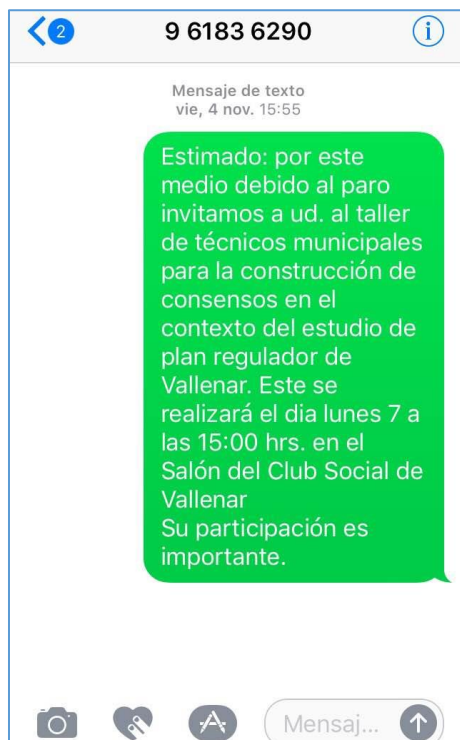 2
9 6183 6290
i
Mensaje de texto
vie, 4 nov. 15:55
Estimado: por este
medio debido al paro
invitamos a ud. al taller
de técnicos municipales
para la construcción de
consensos en el
contexto del estudio de
plan regulador de
Vallenar. Este se
realizará el dia lunes 7 a
las 15:00 hrs. en el
Salón del Club Social de
Vallenar
Su participación es
importante.
Mensaj...